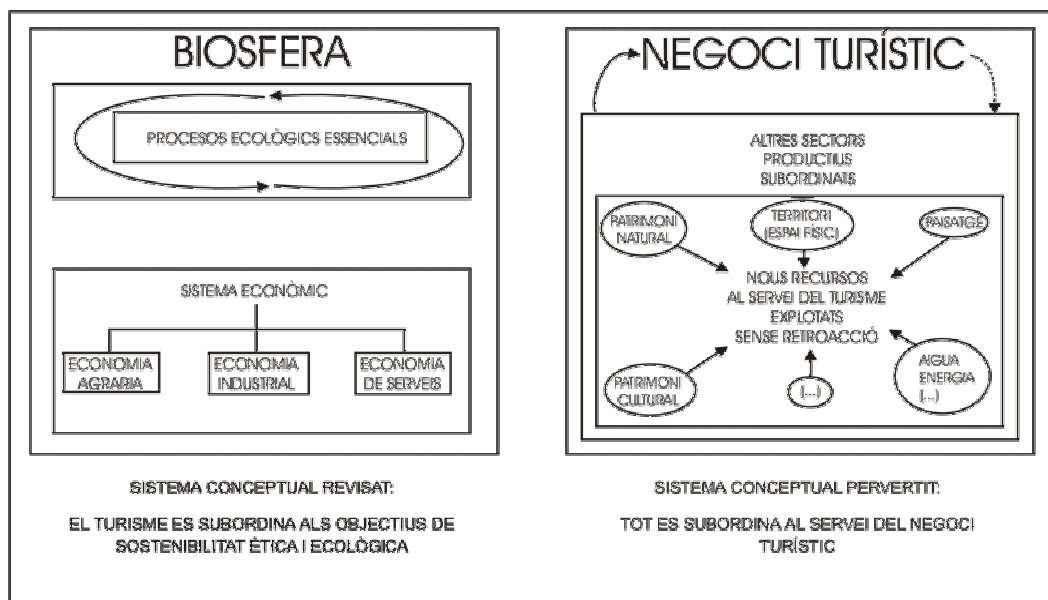 BIOSFERA
PROCESOS ECOLÒGICS ESSENCIALS
SISTEMA ECONÒMIC
ECONOMIA
AGRARIA
ECONOMIA
INDUSTRIAL
ECONOMIA
DE SERVEIS
SISTEMA CONCEPTUAL REVISAT:
EL TURISME ES SUBORDINA ALS OBJECTIUS DE
SOSTENIBILITAT ÈTICA I ECOLÒGICA
NEGOCI TURÍSTIC
ALTRES SECTORS
PRODUCTIUS
SUBORDINATS
PATRIMONI
NATURAL
TERRITORI
(ESPAI FÍSIC)
PAISATGE
NOUS RECURSOS
AL SERVEI DEL TURISME
EXPLOTATS
SENSE RETROACCIÓ
PATRIMONI
CULTURAL
(...)
AIGUA
ENERGIA
(...)
SISTEMA CONCEPTUAL PERVERTIT:
TOT ES SUBORDINA AL SERVEI DEL NEGOCI
TURÍSTIC